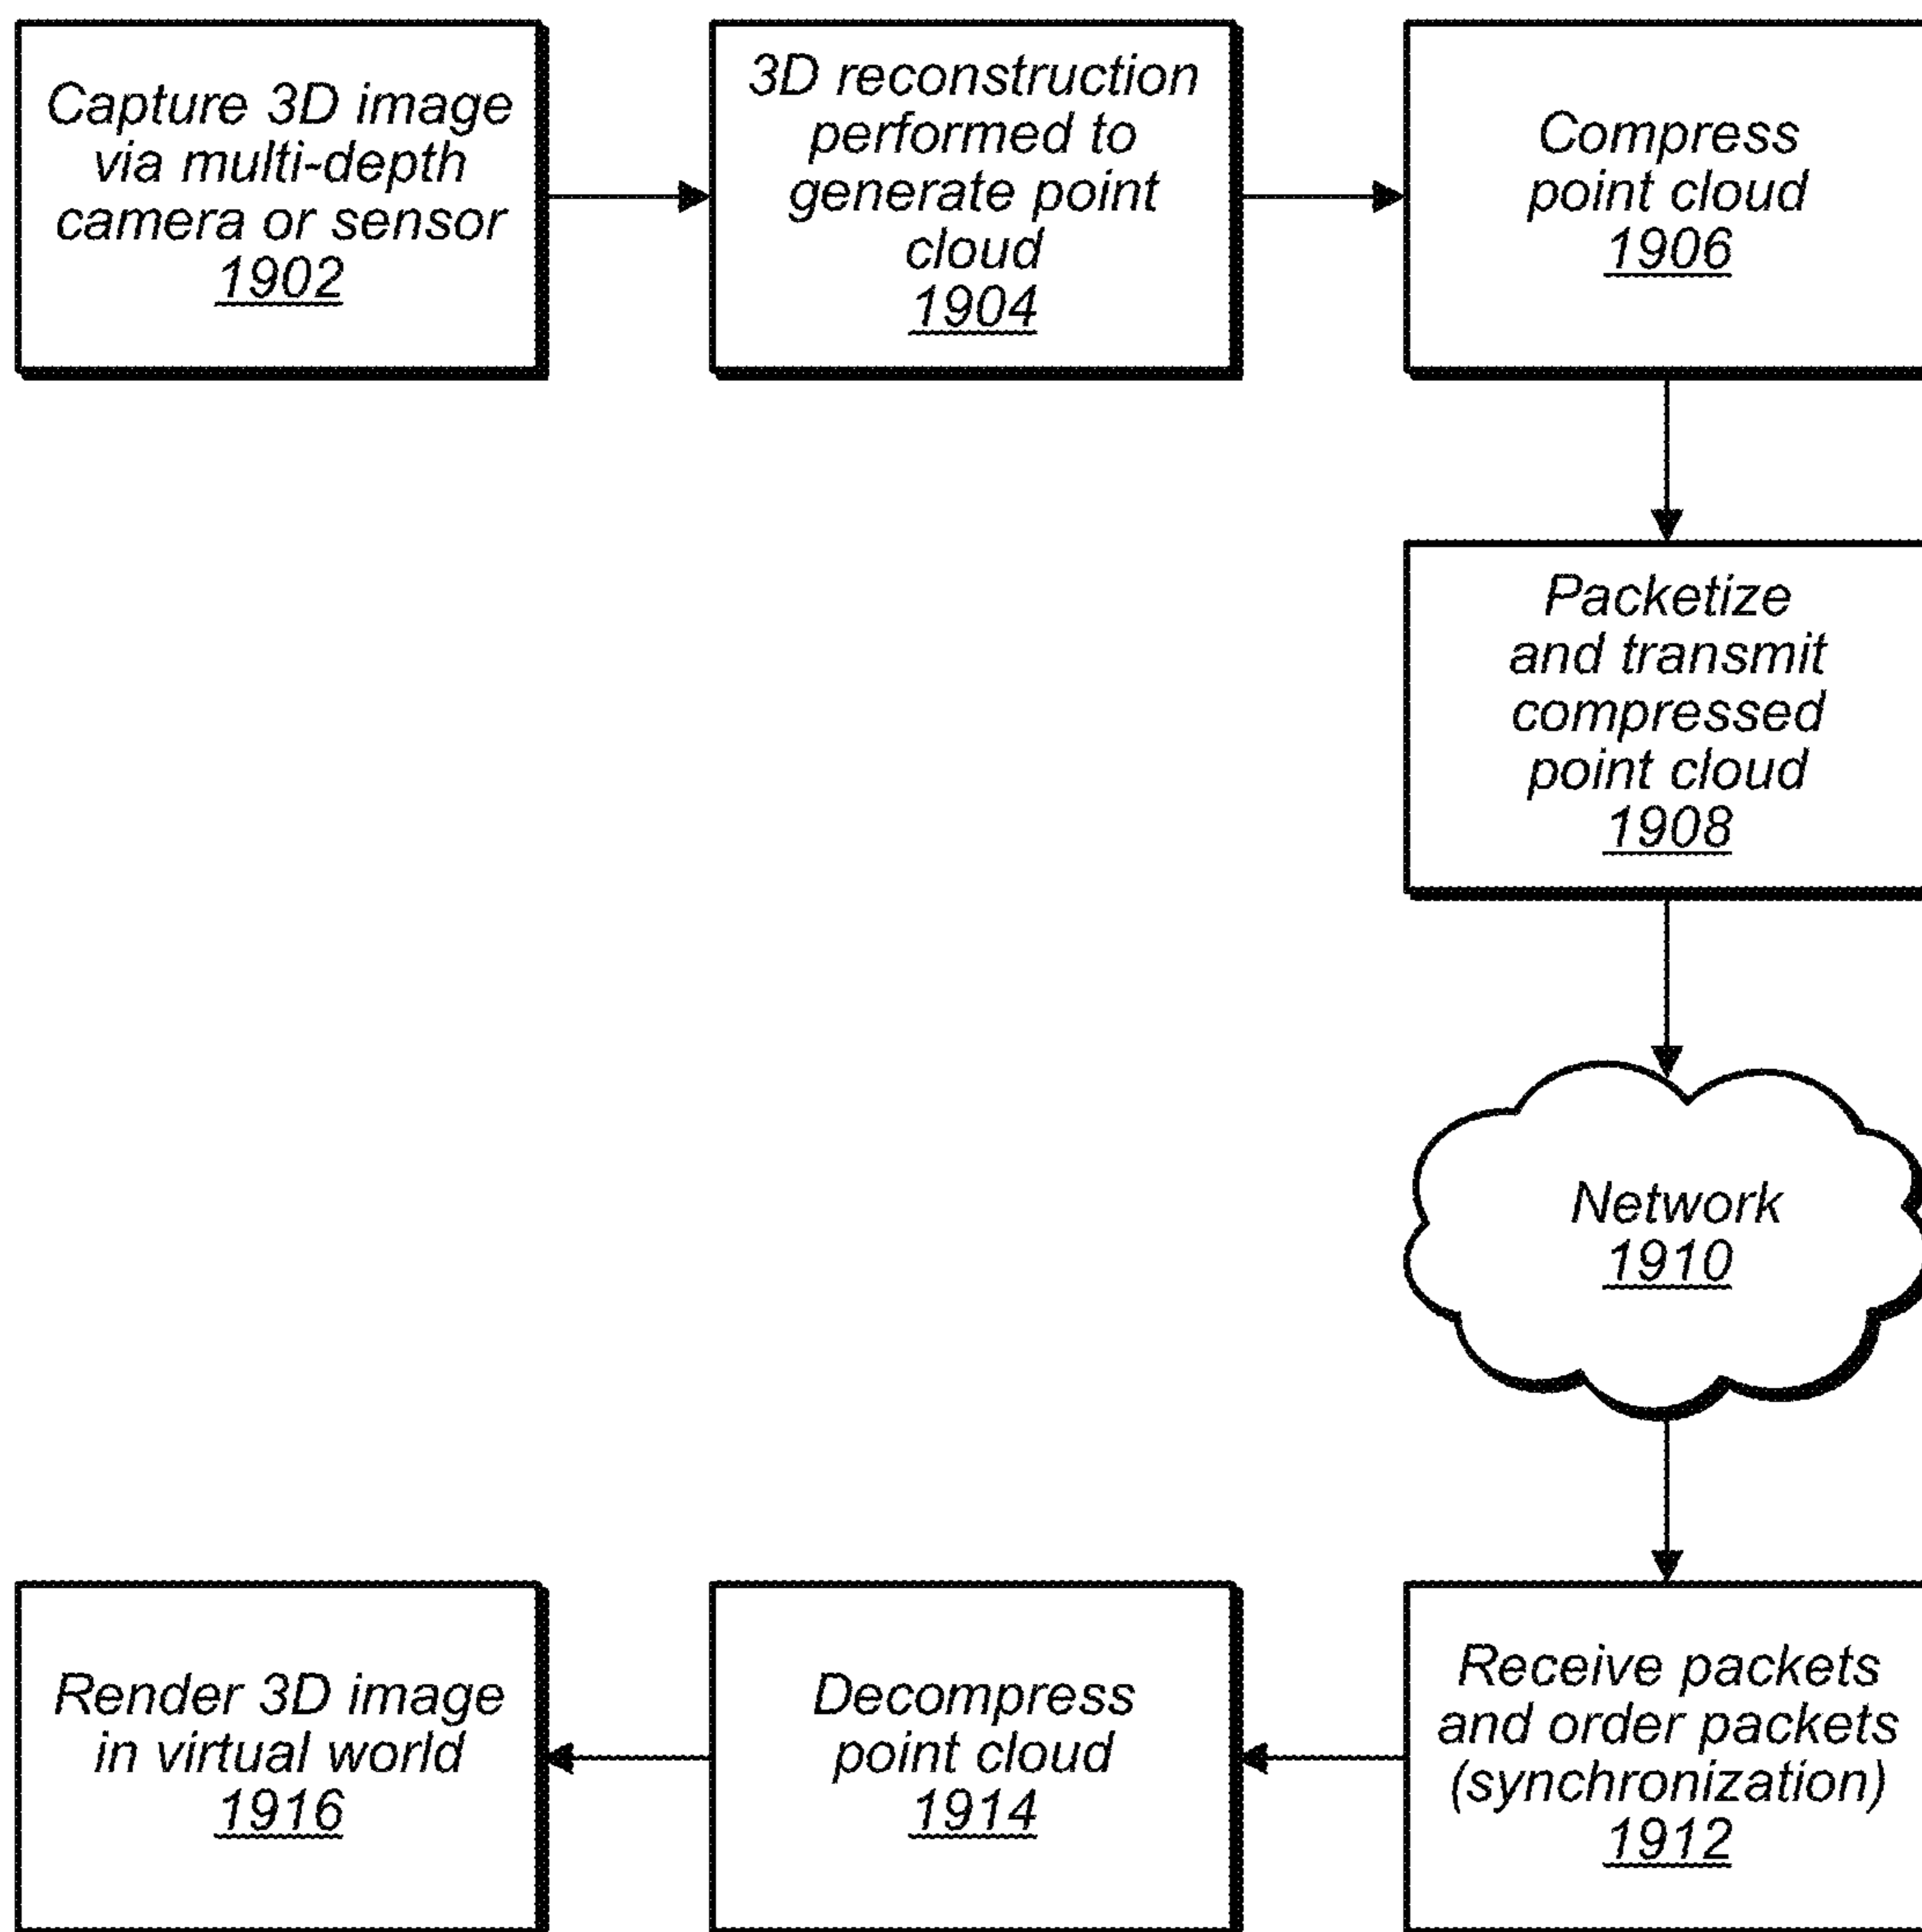 Capture 3D image
via multi-depth
camera or sensor
1902
3D reconstruction
performed to
generate point
cloud
1904
Compress
point cloud
1906
Packetize
and transmit
compressed
point cloud
1908
Network
1910
Receive packets
and order packets
(synchronization)
1912
Decompress
point cloud
1914
Render 3D image
in virtual world
1916